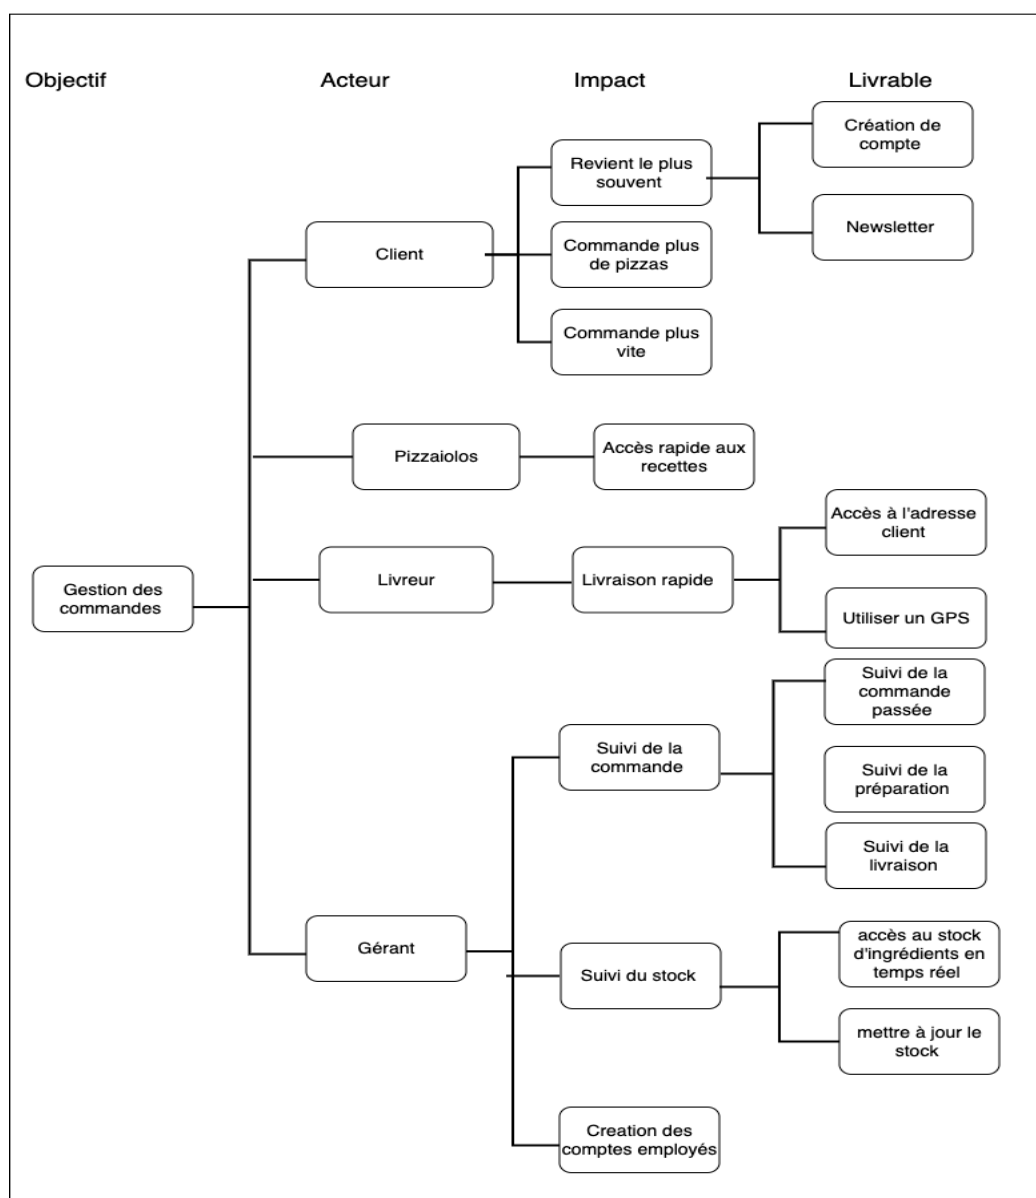 Objectif
Acteur
Impact
Livrable
Création de
compte
Revient le plus
souvent
Newsletter
Client
Commande plus
de pizzas
Commande plus
vite
Pizzaiolos
Accès rapide aux
recettes
Accès à l'adresse
client
Gestion des
commandes
Livreur
Livraison rapide
Utiliser un GPS
Suivi de la
commande
passée
Suivi de la
commande
Suivi de la
préparation
Suivi de la
livraison
Gérant
accès au stock
d'ingrédients en
temps réel
Suivi du stock
mettre à jour le
stock
Creation des
comptes employés